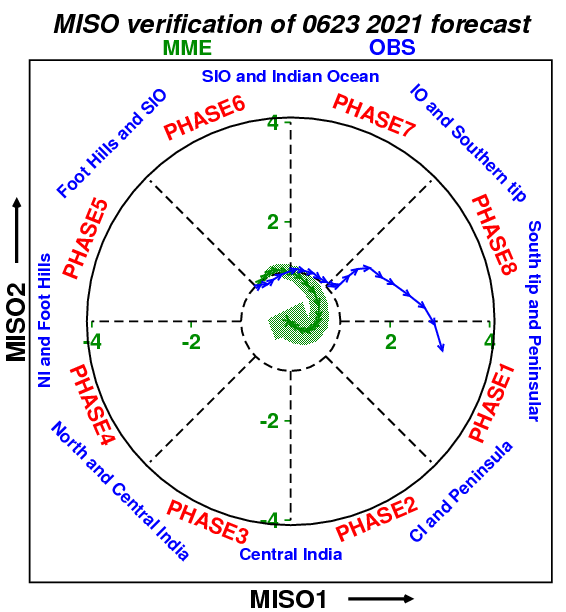 MISO verification of 0623 2021 forecast
MME OBS
SIO and Indian Ocean
PHASE6 PHASE7
Foot Hills and SIO
IO and Southern tip
PHASE5
PHASE8
NI and Foot Hills
South tip and Peninsular
MISO2
4
2
-4 -2 2 4
-2
-4
PHASE4
PHASE1
North and Central India
CI and Peninsula
PHASE3 PHASE2
Central India
MISO1